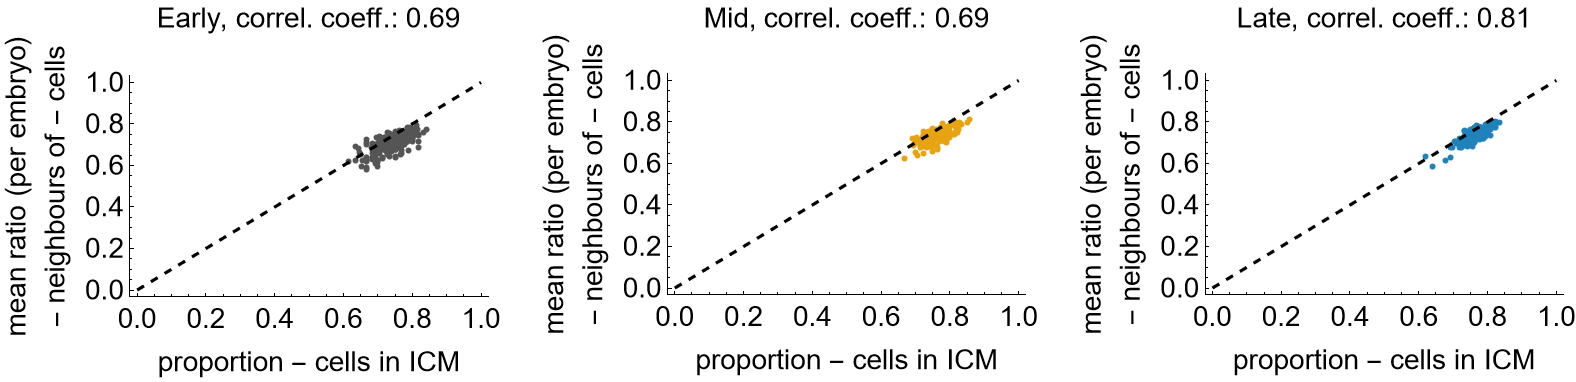 Early, correl. coeff.: 0.69
mean ratio (per embryo)
− neighbours of − cells
1.0
0.8
0.6
0.4
0.2
0.0
0.0 0.2 0.4 0.6 0.8 1.0
proportion − cells in ICM
Mid, correl. coeff.: 0.69
mean ratio (per embryo)
− neighbours of − cells
1.0
0.8
0.6
0.4
0.2
0.0
0.0 0.2 0.4 0.6 0.8 1.0
proportion − cells in ICM
Late, correl. coeff.: 0.81
mean ratio (per embryo)
− neighbours of − cells
1.0
0.8
0.6
0.4
0.2
0.0
0.0 0.2 0.4 0.6 0.8 1.0
proportion − cells in ICM